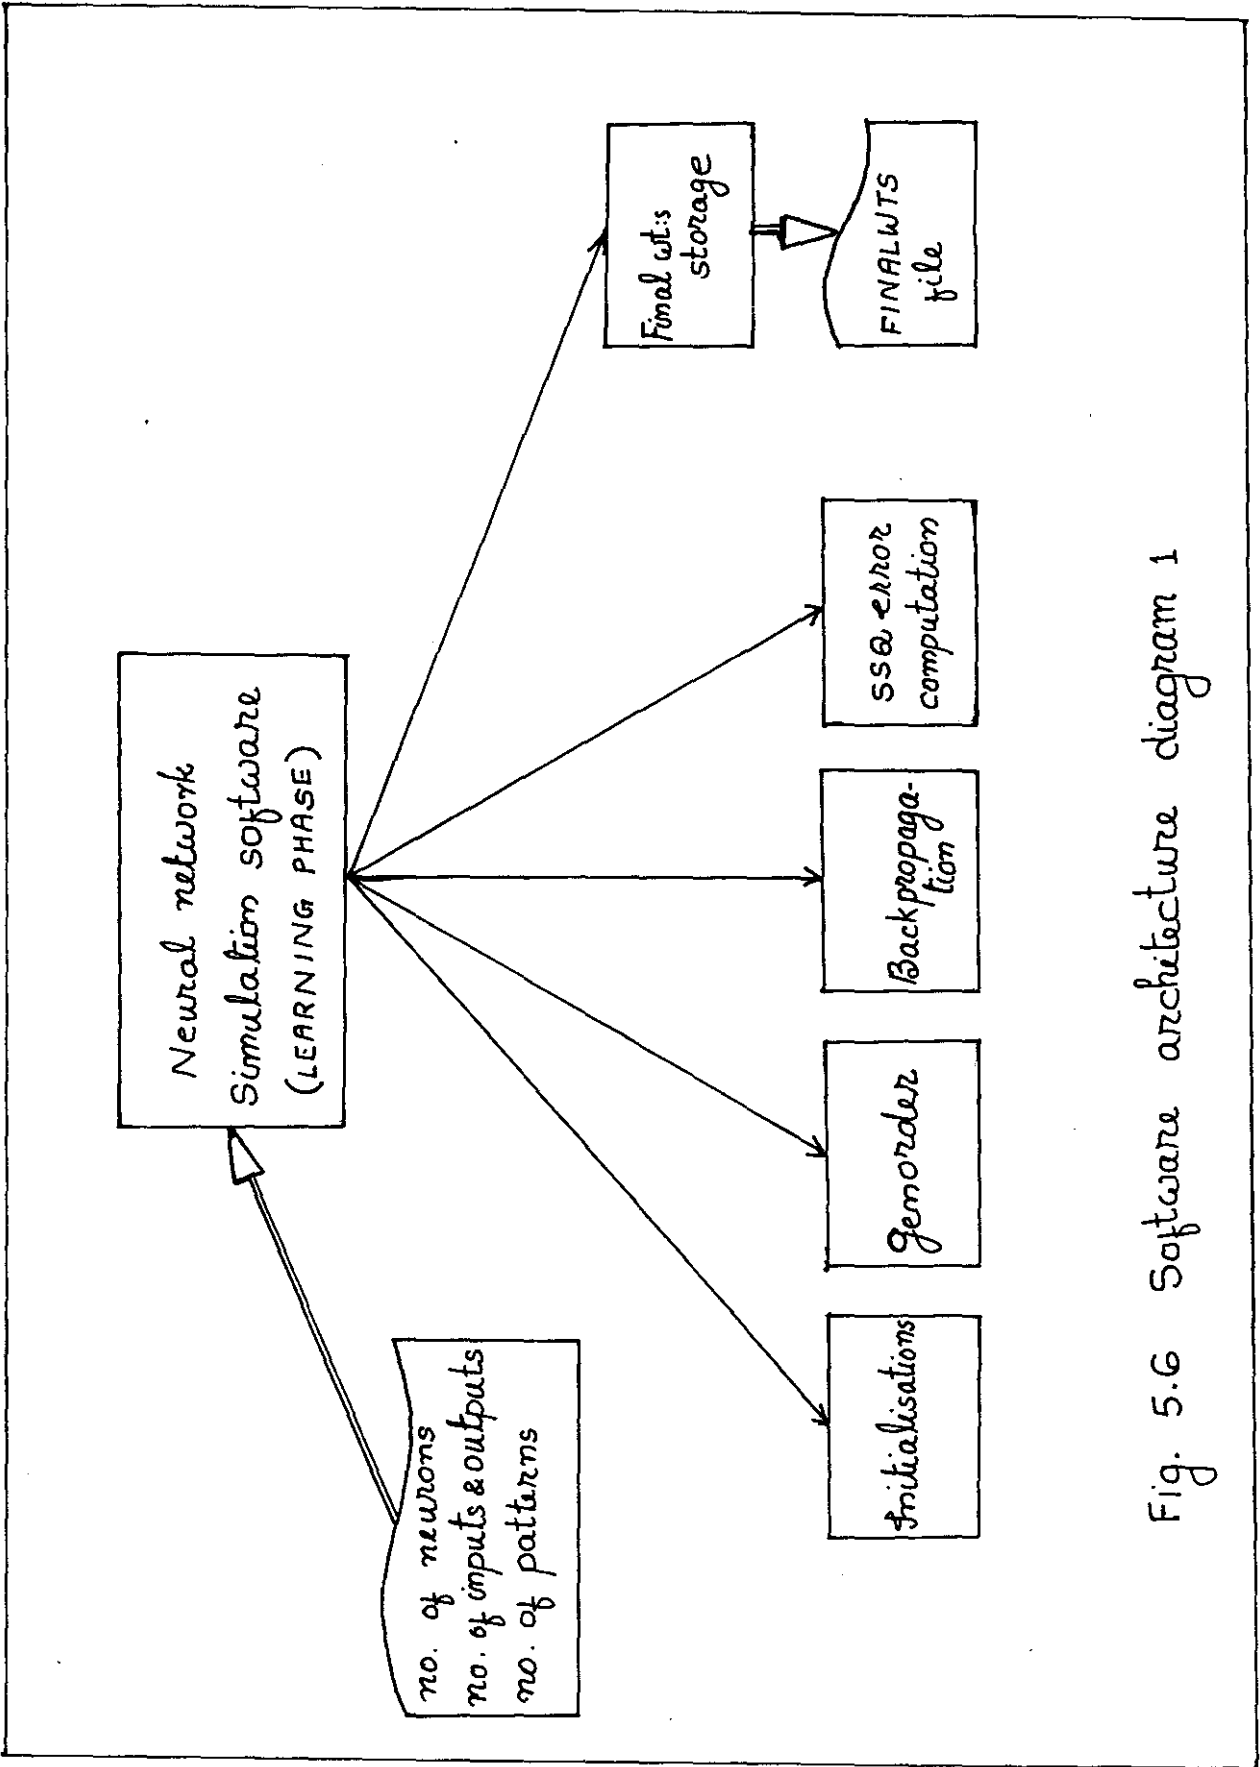 Neural network
Simulation software
(LEARNING PHASE)
no. of neurons
no. of inputs & outputs
no. of patterns
Initialisations
Genorder
Backpropaga-
tion
SSQ error
computation
Final wt:s
storage
FINALWTS
file
Fig. 5.6 Software architecture diagram 1